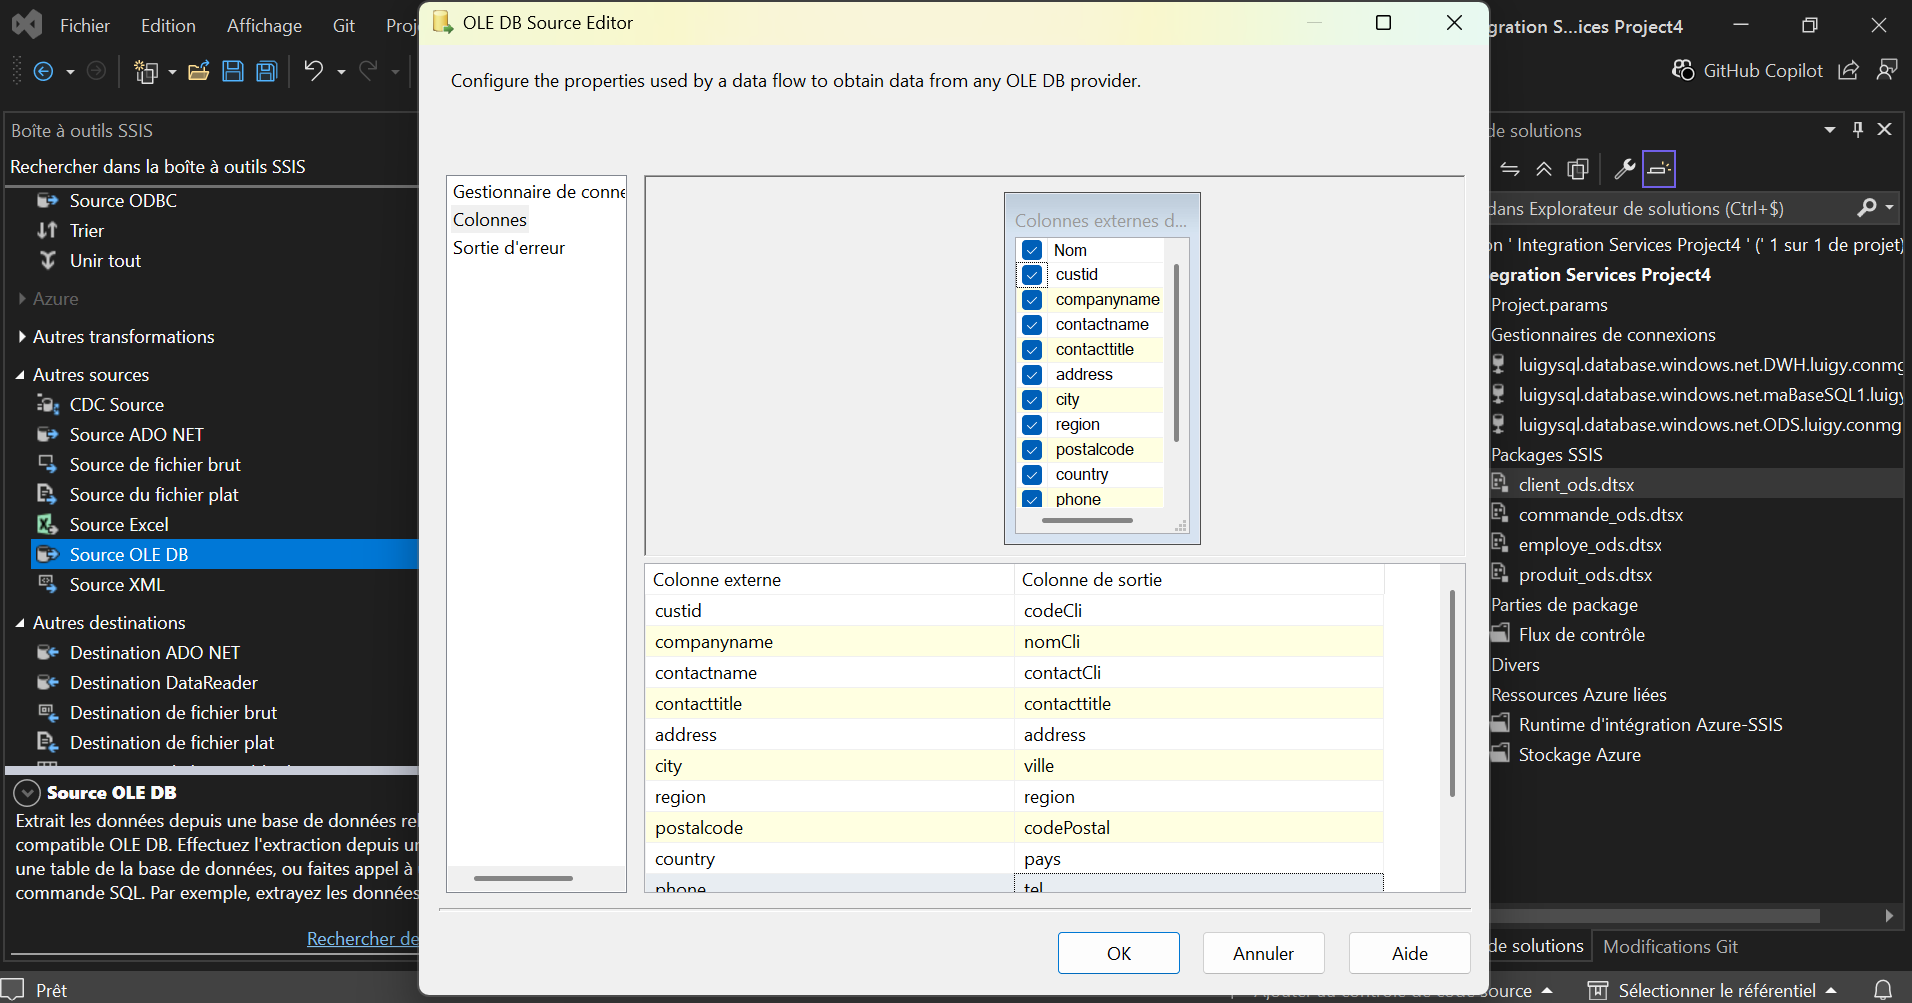 Fichier Edition Affichage Git Proj
OLE DB Source Editor
gration S...ices Project4
GitHub Copilot
Configure the properties used by a data flow to obtain data from any OLE DB provider.
Boîte à outils SSIS
Rechercher dans la boîte à outils SSIS
Source ODBC
Trier
Unir tout
Azure
Autres transformations
Autres sources
CDC Source
Source ADO NET
Source de fichier brut
Source du fichier plat
Source Excel
Source OLE DB
Source XML
Autres destinations
Destination ADO NET
Destination DataReader
Destination de fichier brut
Destination de fichier plat
Source OLE DB
Extrait les données depuis une base de données re
compatible OLE DB. Effectuez l'extraction depuis u
une table de la base de données, ou faites appel à
commande SQL. Par exemple, extrayez les données
Rechercher de
Prêt
Gestionnaire de conne
Colonnes
Sortie d'erreur
Colonnes externes d...
Nom
custid
companyname
contactname
contacttitle
address
city
region
postalcode
country
phone
Colonne externe Colonne de sortie
custid codeCli
companyname nomCli
contactname contactCli
contacttitle contacttitle
address address
city ville
region region
postalcode codePostal
country pays
phone tel
OK Annuler Aide
de solutions
dans Explorateur de solutions (Ctrl+$)
on ' Integration Services Project4 ' (' 1 sur 1 de projet)
egration Services Project4
Project.params
Gestionnaires de connexions
luigysql.database.windows.net.DWH.luigy.conmg
luigysql.database.windows.net.maBaseSQL1.luigy
luigysql.database.windows.net.ODS.luigy.conmg
Packages SSIS
client_ods.dtsx
commande_ods.dtsx
employe_ods.dtsx
produit_ods.dtsx
Parties de package
Flux de contrôle
Divers
Ressources Azure liées
Runtime d'intégration Azure-SSIS
Stockage Azure
de solutions Modifications Git
Ajouter au contrôle de code source Sélectionner le référentiel